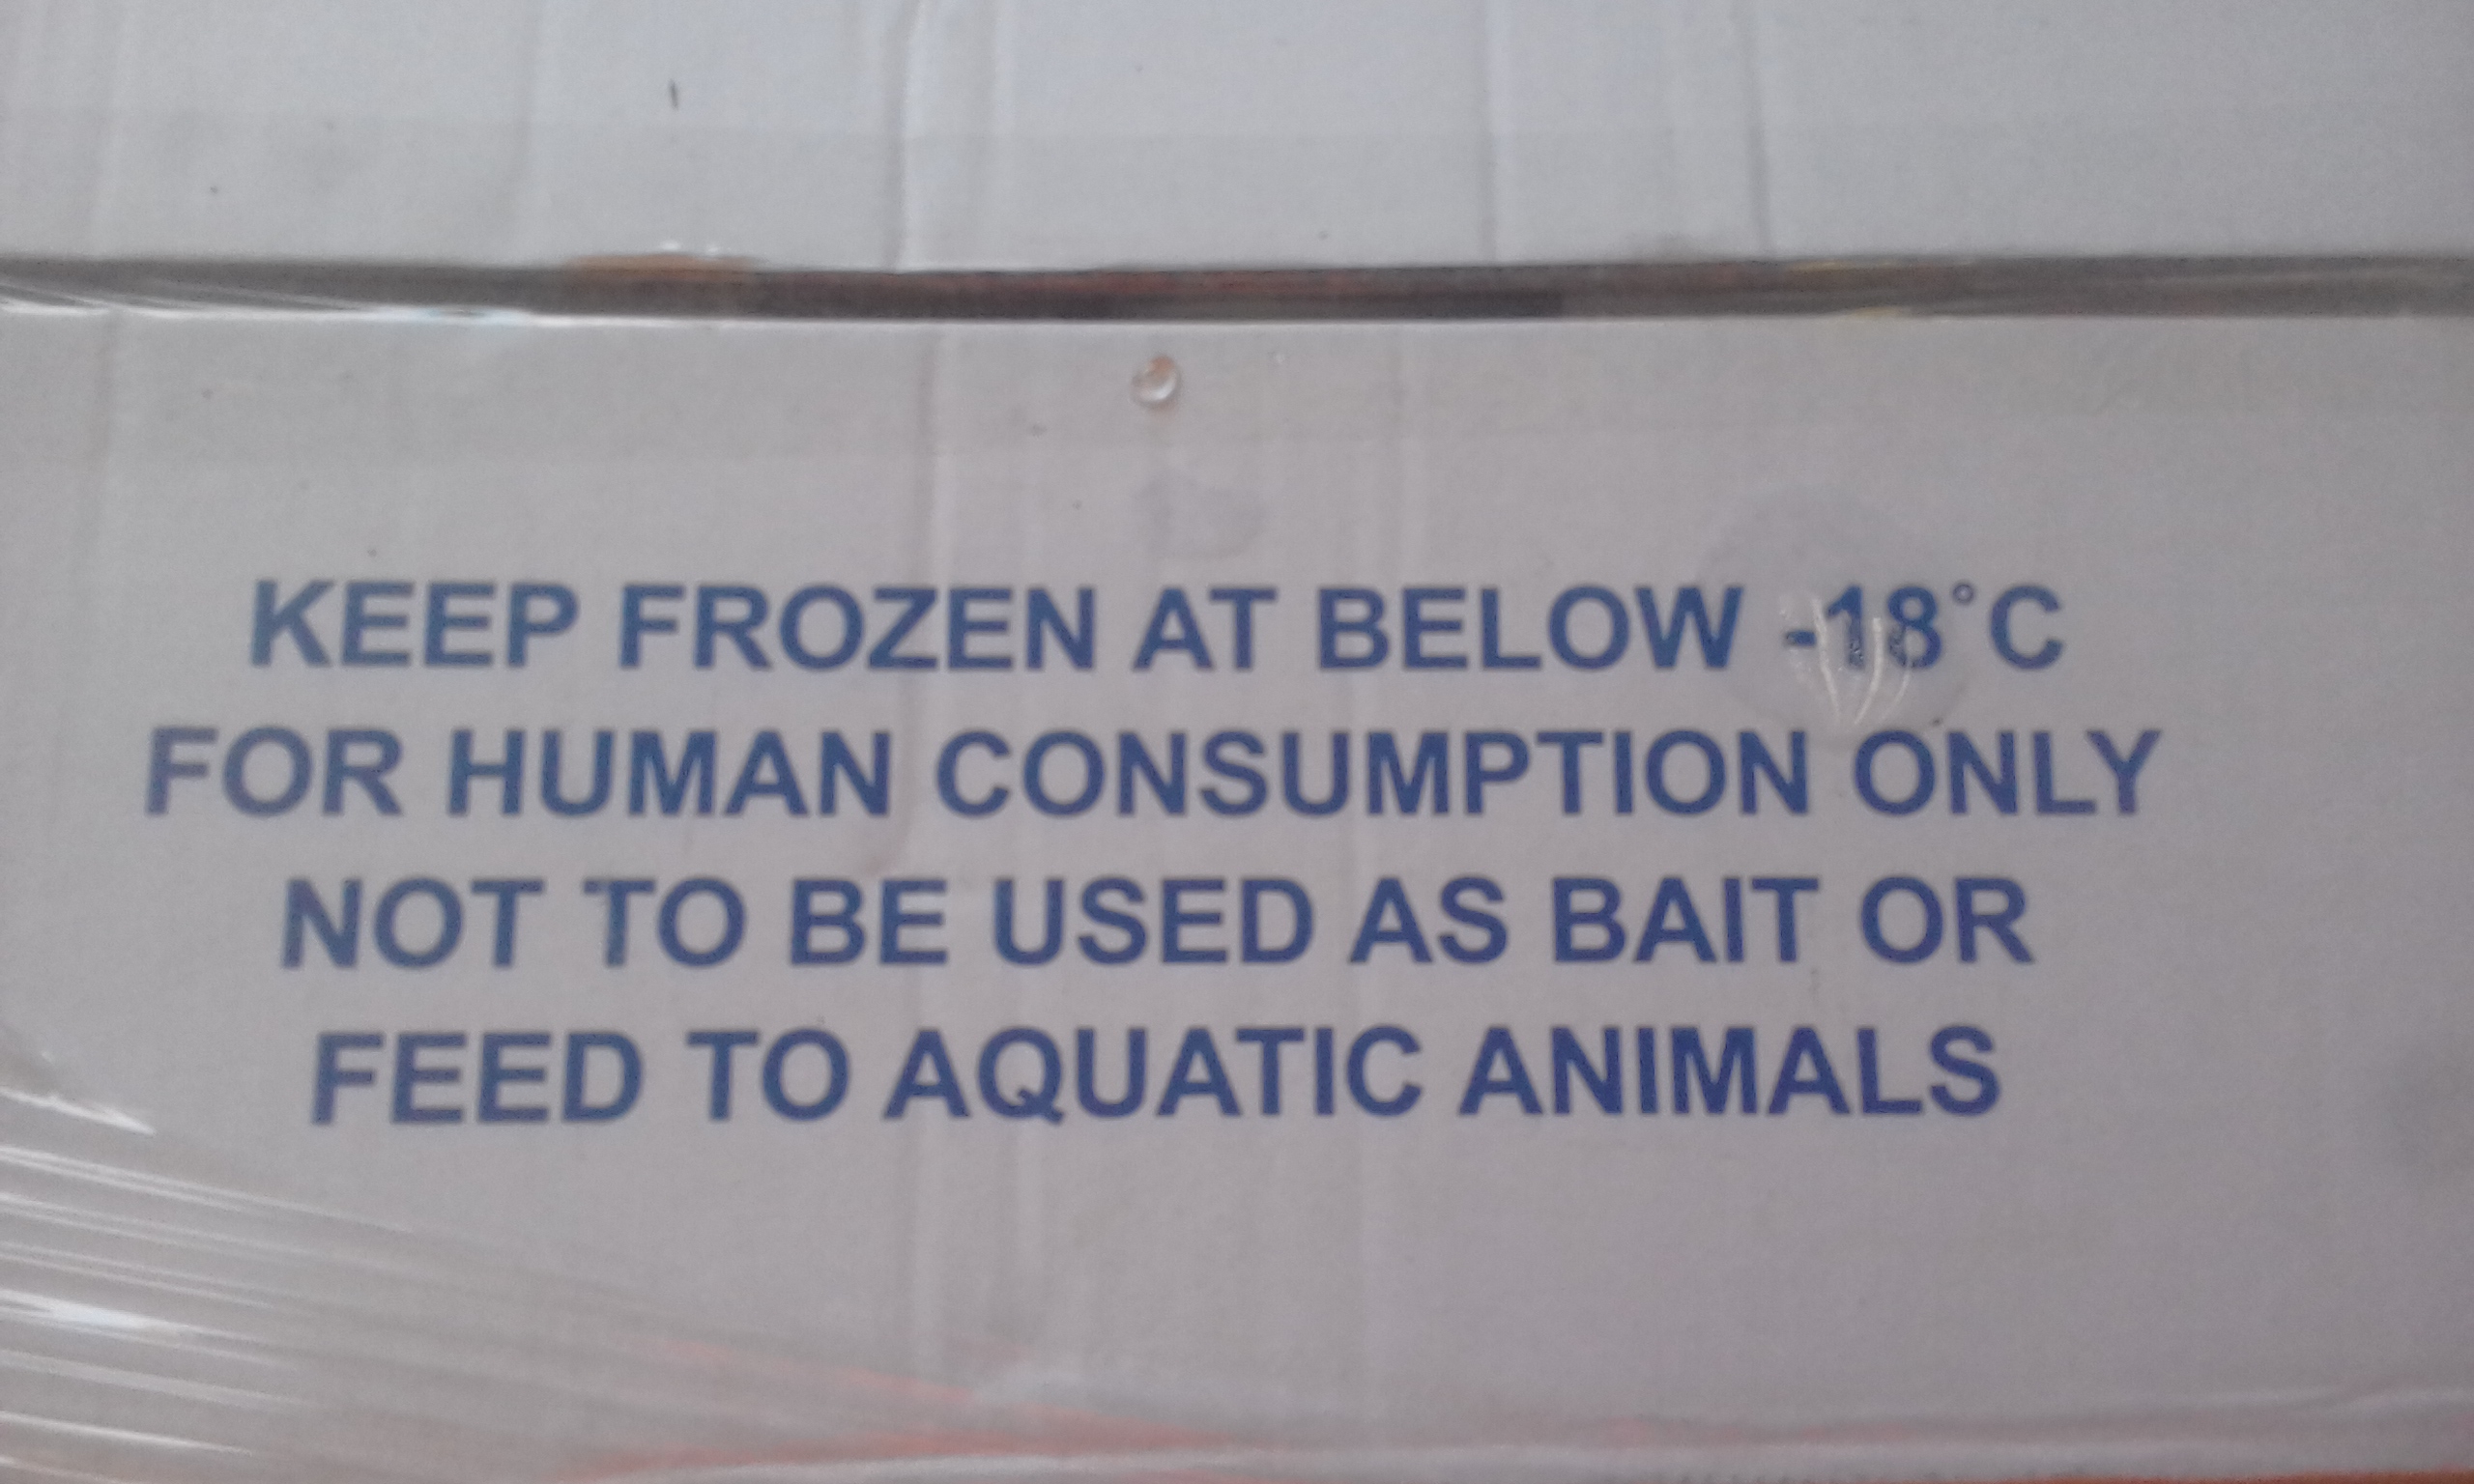 KEEP FROZEN AT BELOW -18°C
FOR HUMAN CONSUMPTION ONLY
NOT TO BE USED AS BAIT OR
FEED TO AQUATIC ANIMALS